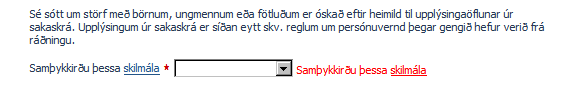 Sé sótt um störf með börnum, ungmennum eða fötluðum er óskað eftir heimild til upplýsingaöflunar úr
sakaskrá. Upplýsingum úr sakaskrá er síðan eytt skv. reglum um persónuvernd þegar gengið hefur verið frá
ráðningu.
Samþykkirðu þessa skilmála * Samþykkirðu þessa skilmála